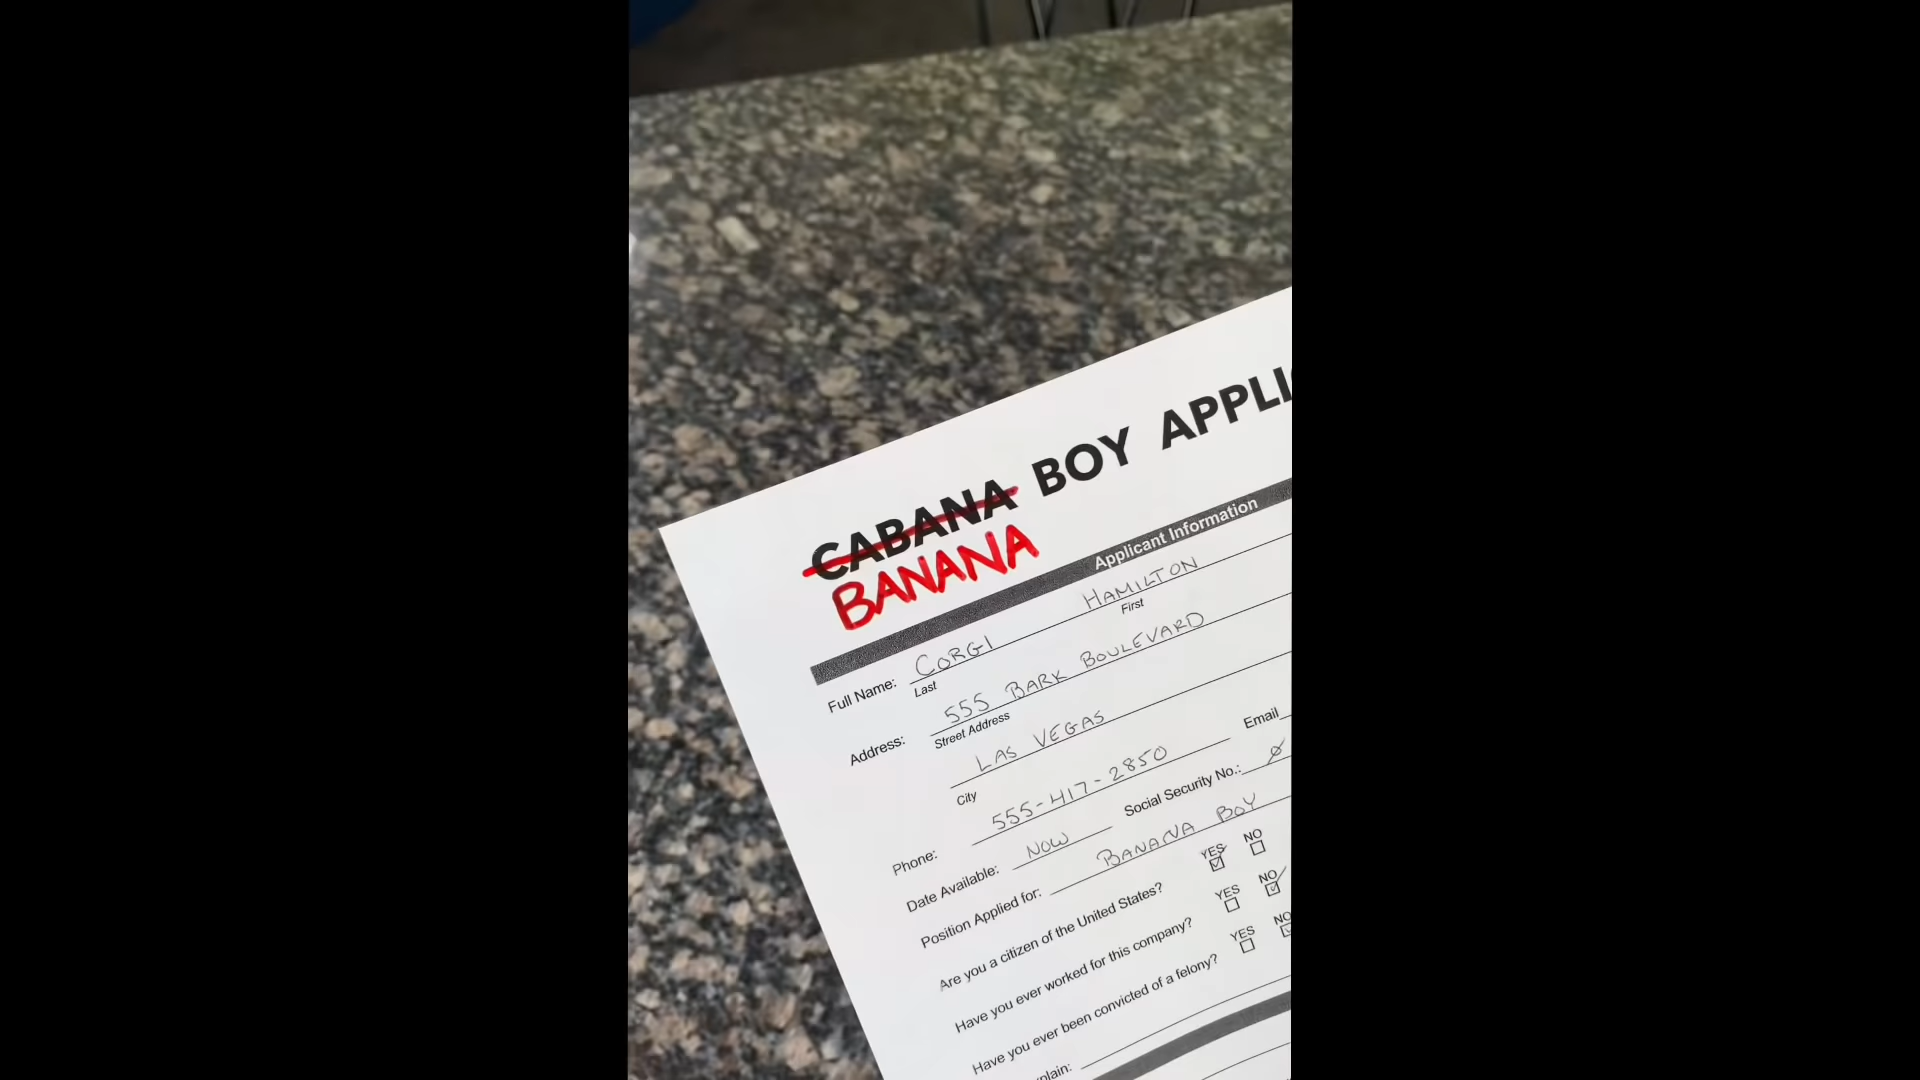 CABANA BOY APPLI
BANANA
Applicant Information
Full Name: CORGI HAMILTON
Last First
Address: 555 BARK BOULEVARD
Street Address
LAS VEGAS
City
Phone: 555-417-2850 Email
Date Available: NOW Social Security No.: Ø
Position Applied for: BANANA BOY
Are you a citizen of the United States? YES NO
Have you ever worked for this company? YES NO
Have you ever been convicted of a felony? YES NO
plain: